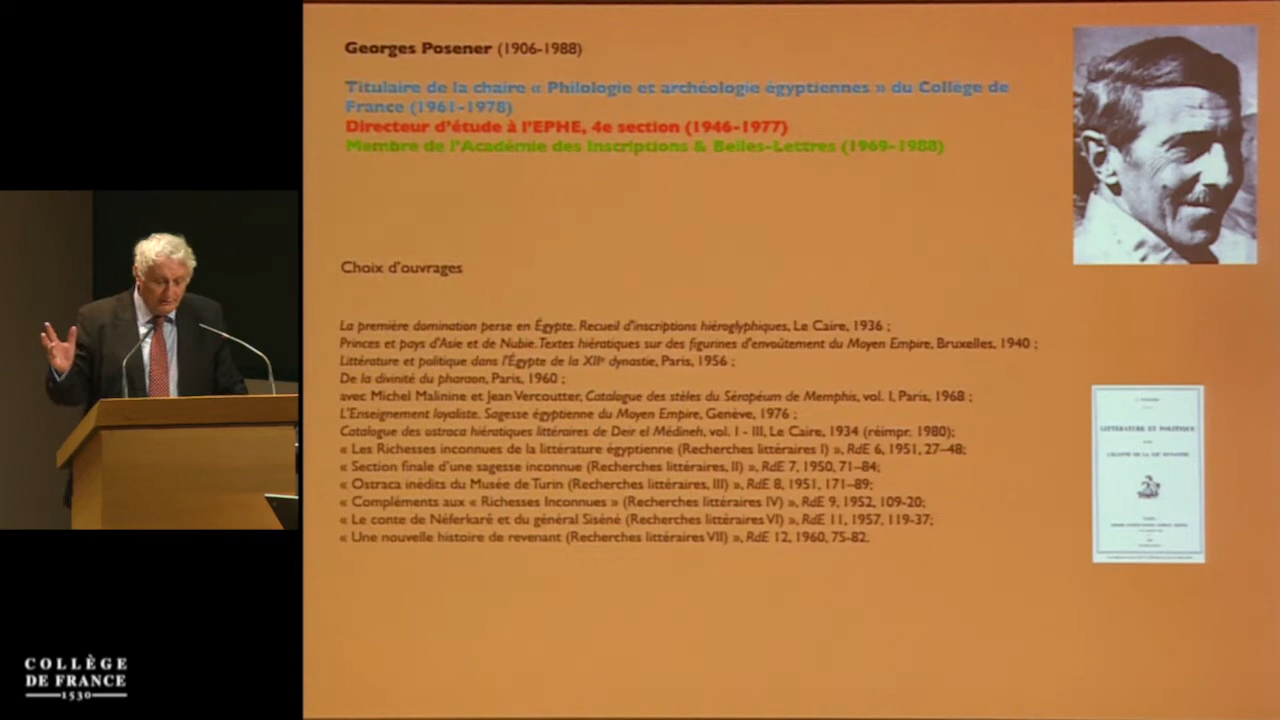 Georges Posener (1906-1988)
Titulaire de la chaire « Philologie et archéologie égyptiennes » du Collège de
France (1961-1978)
Directeur d'étude à l'EPHE, 4e section (1946-1977)
Membre de l'Académie des Inscriptions & Belles-Lettres (1969-1988)
Choix d'ouvrages
La première domination perse en Égypte. Recueil d'inscriptions hiéroglyphiques, Le Caire, 1936 ;
Princes et pays d'Asie et de Nubie. Textes hiératiques sur des figurines d'envoûtement du Moyen Empire, Bruxelles, 1940 ;
Littérature et politique dans l'Égypte de la XIIe dynastie, Paris, 1956 ;
De la divinité du pharaon, Paris, 1960 ;
avec Michel Malinine et Jean Vercoutter, Catalogue des stèles du Sérapéum de Memphis, vol. I, Paris, 1968 ;
L'Enseignement loyaliste. Sagesse égyptienne du Moyen Empire, Genève, 1976 ;
Catalogue des ostraca hiératiques littéraires de Deir el Médineh, vol. I - III, Le Caire, 1934 (réimpr. 1980);
« Les Richesses inconnues de la littérature égyptienne (Recherches littéraires I) », RdE 6, 1951, 27–48;
« Section finale d'une sagesse inconnue (Recherches littéraires, II) », RdE 7, 1950, 71–84;
« Ostraca inédits du Musée de Turin (Recherches littéraires, III) », RdE 8, 1951, 171–89;
« Compléments aux « Richesses Inconnues » (Recherches littéraires IV) », RdE 9, 1952, 109-20;
« Le conte de Néferkarê et du général Siséné (Recherches littéraires VI) », RdE 11, 1957, 119-37;
« Une nouvelle histoire de revenant (Recherches littéraires VII) », RdE 12, 1960, 75-82.
LITTÉRATURE ET POLITIQUE
L'ÉGYPTE DE LA XIIe DYNASTIE
COLLÈGE
DE FRANCE
1530